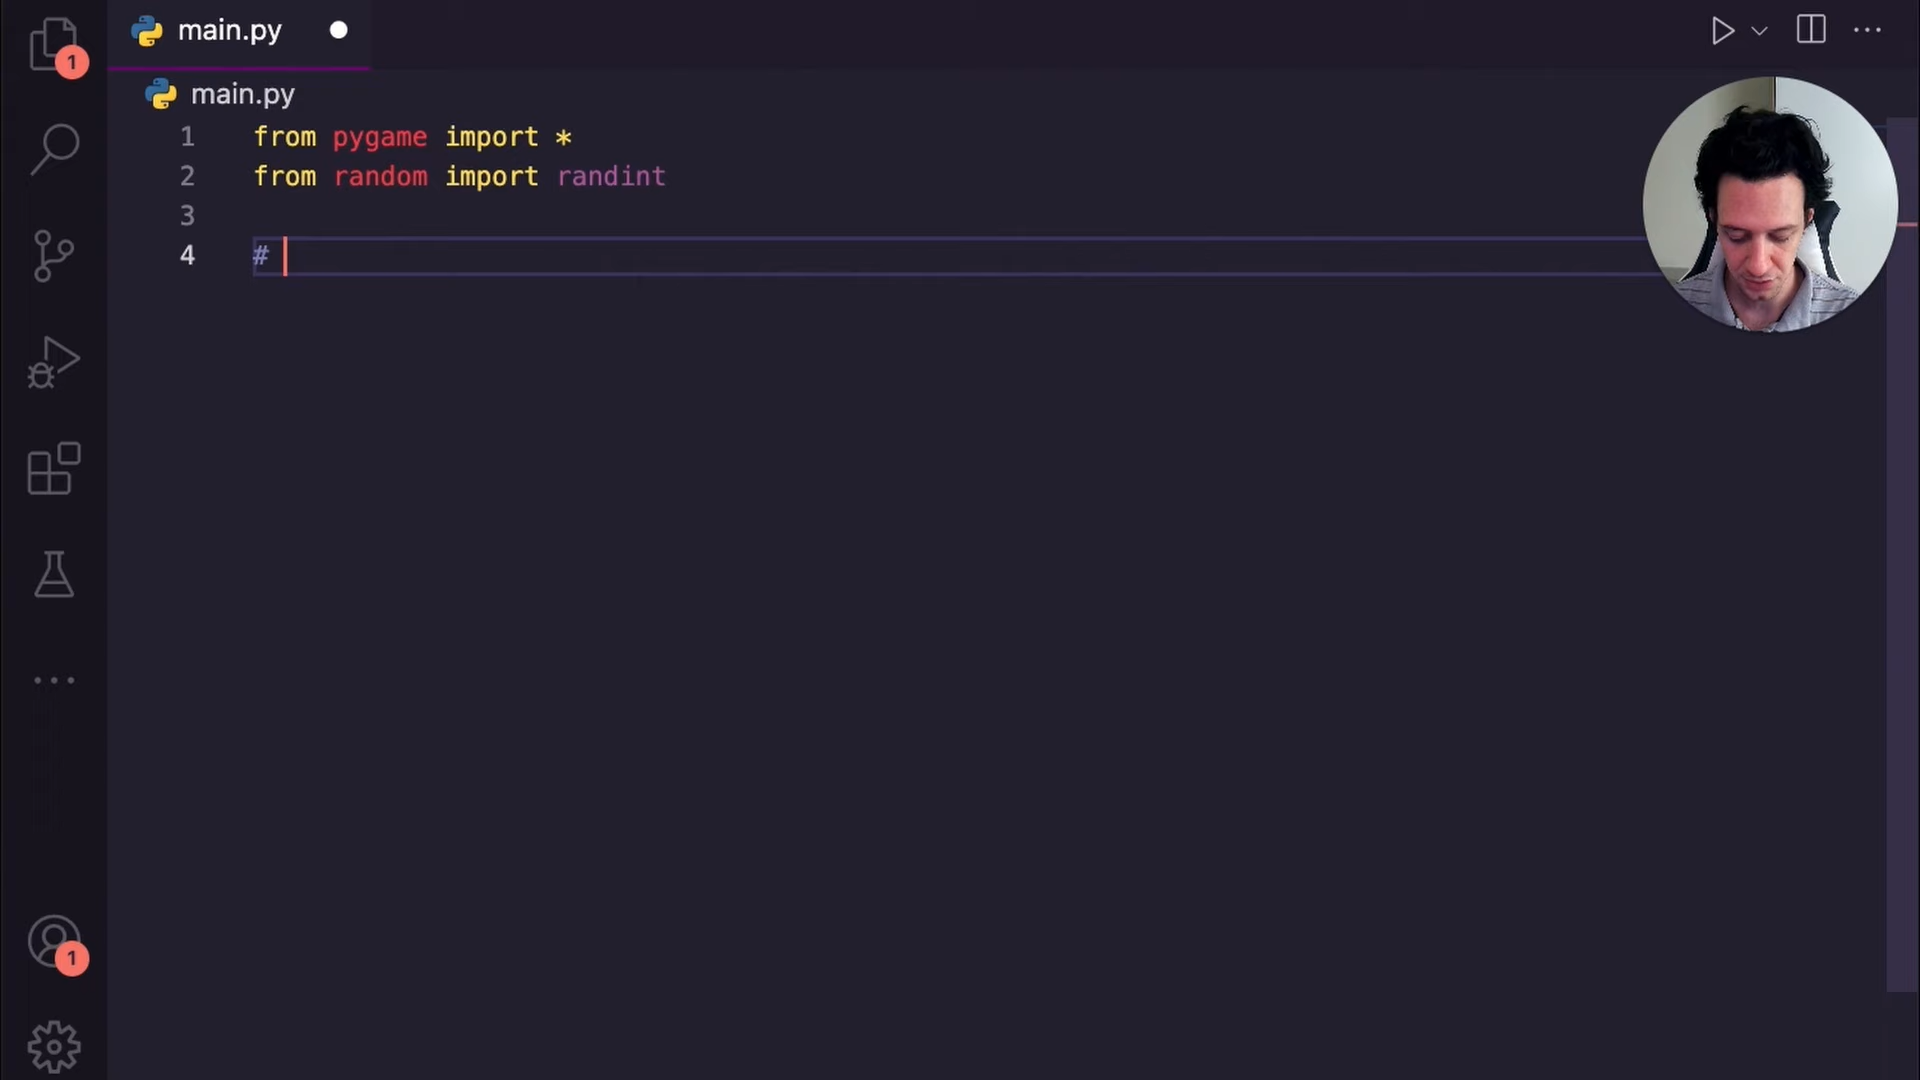 main.py
main.py
1 from pygame import *
2 from random import randint
3
4 #
1
1